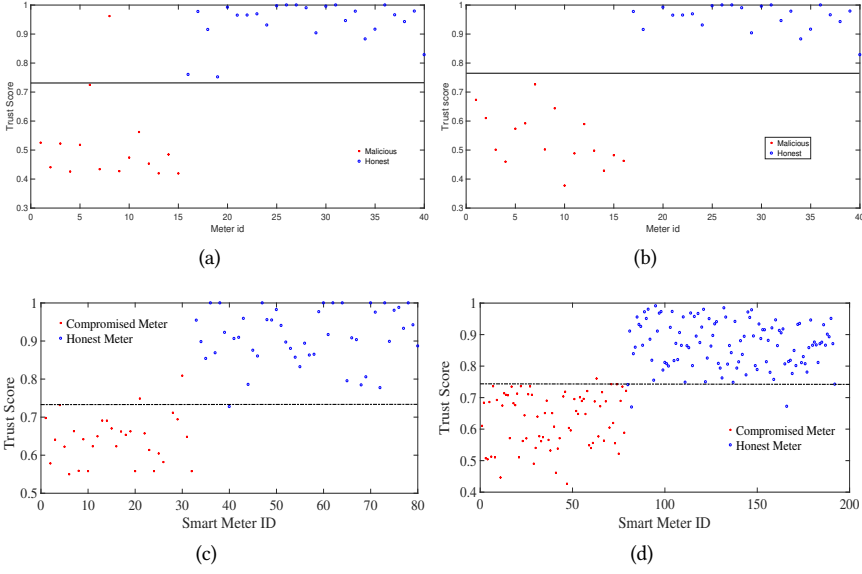 1
0.9
0.8
0.7
0.6
0.5
0.4
0.3
Trust Score
0 5 10 15 20 25 30 35 40
Meter id
Malicious
Honest
(a)
1
0.9
0.8
0.7
0.6
0.5
0.4
0.3
Trust Score
0 5 10 15 20 25 30 35 40
Meter id
Malicious
Honest
(b)
1
0.9
0.8
0.7
0.6
0.5
Trust Score
0 10 20 30 40 50 60 70 80
Smart Meter ID
Compromised Meter
Honest Meter
(c)
1
0.9
0.8
0.7
0.6
0.5
0.4
Trust Score
0 50 100 150 200
Smart Meter ID
Compromised Meter
Honest Meter
(d)